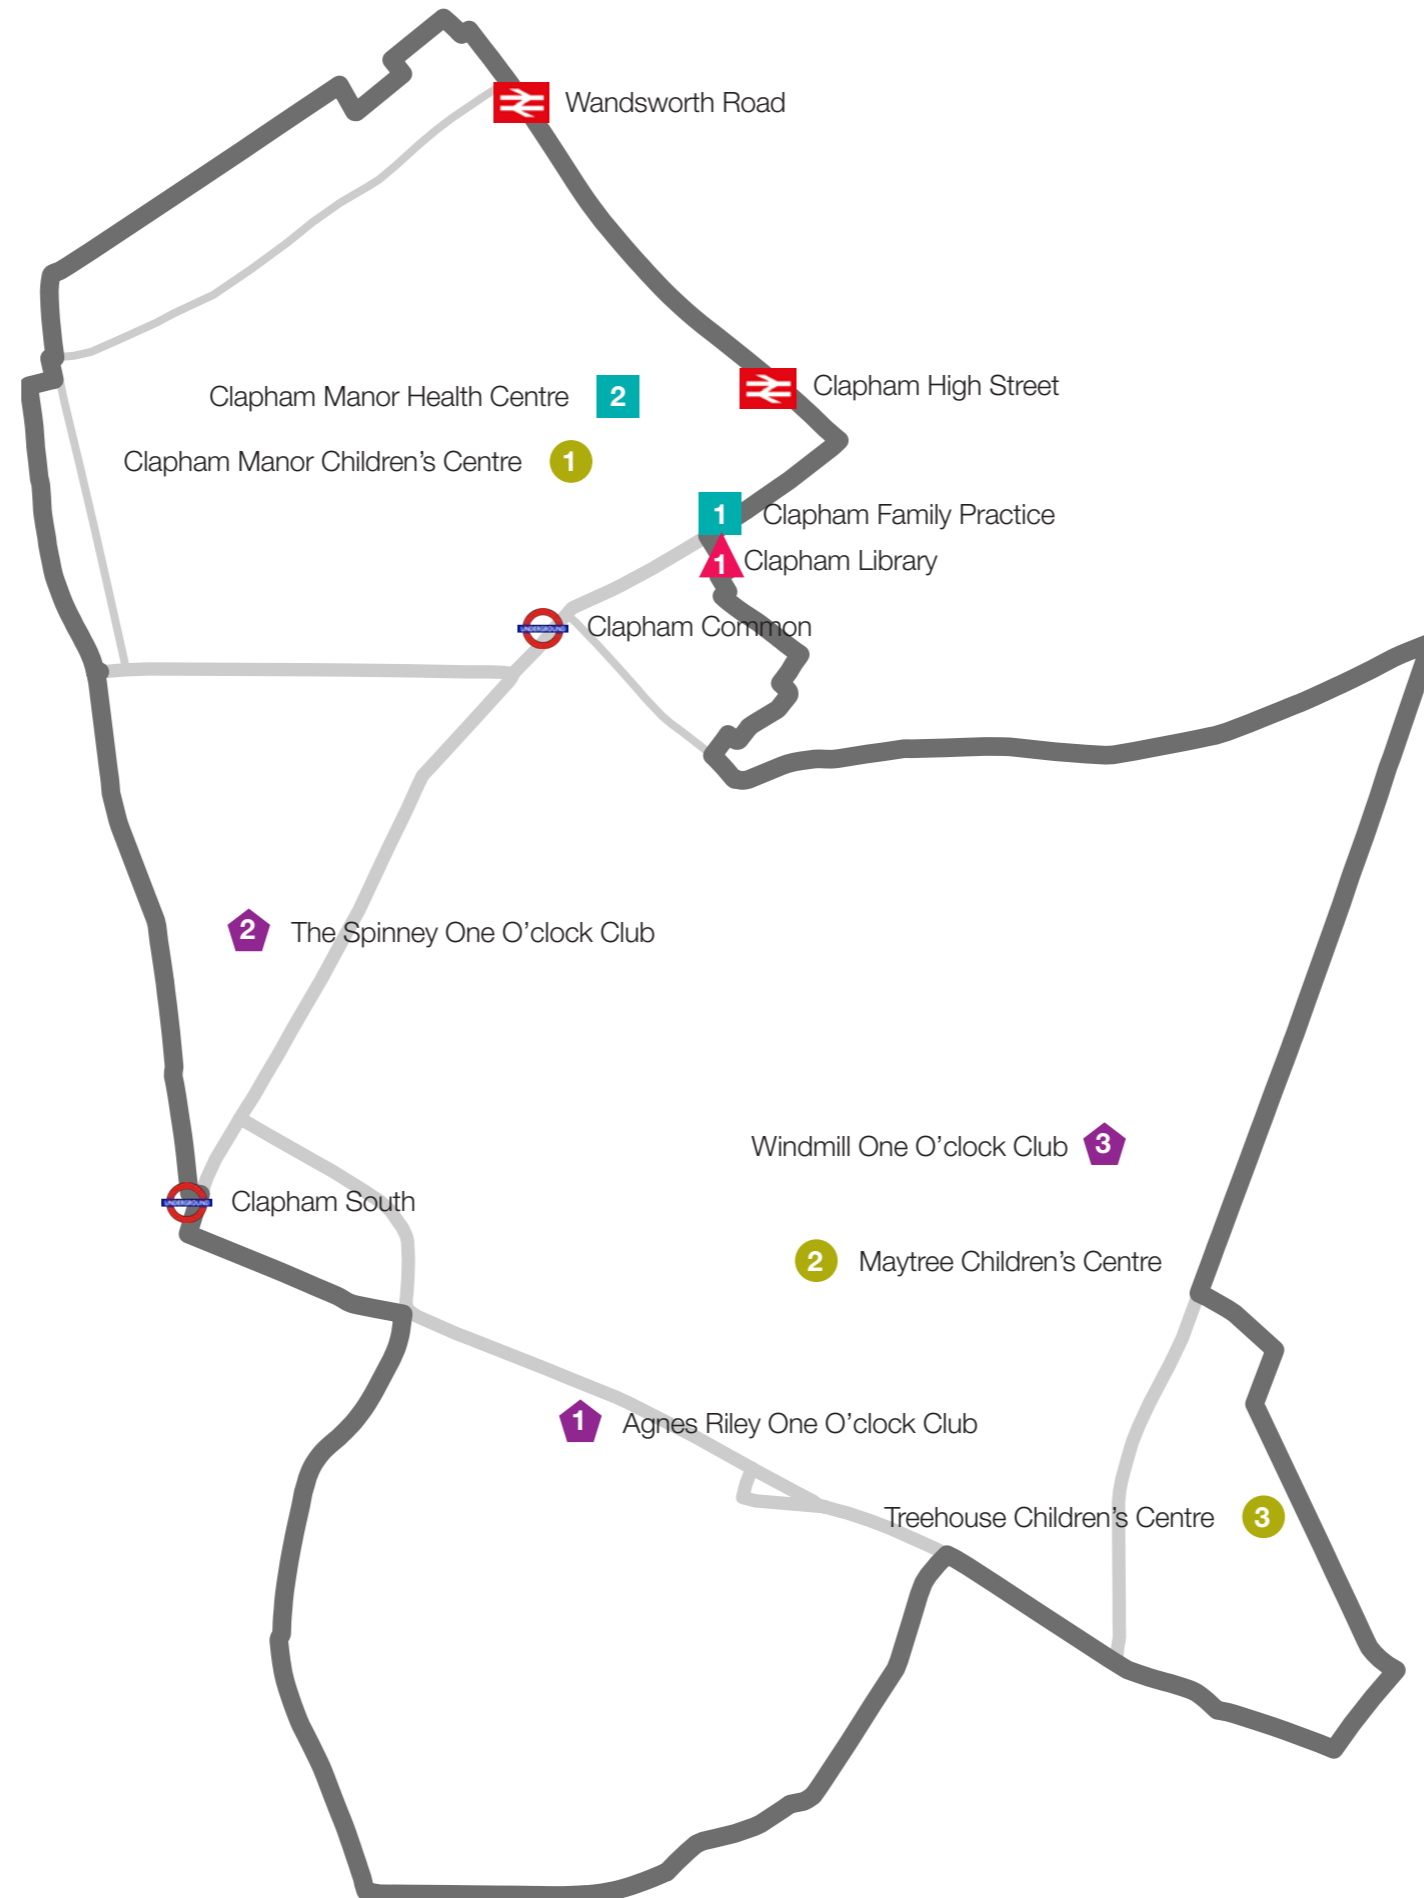 Wandsworth Road
Clapham High Street
Clapham Manor Health Centre 2
Clapham Manor Children’s Centre 1
1 Clapham Family Practice
1 Clapham Library
UNDERGROUND Clapham Common
2 The Spinney One O’clock Club
Windmill One O’clock Club 3
UNDERGROUND Clapham South
2 Maytree Children’s Centre
1 Agnes Riley One O’clock Club
Treehouse Children’s Centre 3